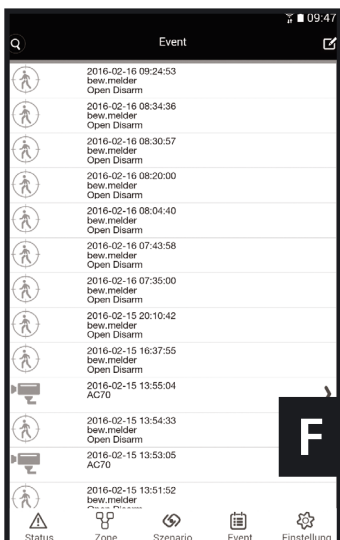 09:47
Event
2016-02-16 09:24:53
bew.melder
Open Disarm
2016-02-16 08:34:36
bew.melder
Open Disarm
2016-02-16 08:30:57
bew.melder
Open Disarm
2016-02-16 08:20:00
bew.melder
Open Disarm
2016-02-16 08:04:40
bew.melder
Open Disarm
2016-02-16 07:43:58
bew.melder
Open Disarm
2016-02-16 07:35:00
bew.melder
Open Disarm
2016-02-15 20:10:42
bew.melder
Open Disarm
2016-02-15 16:37:55
bew.melder
Open Disarm
2016-02-15 13:55:04
AC70
2016-02-15 13:54:33
bew.melder
Open Disarm
2016-02-15 13:53:05
AC70
F
2016-02-15 13:51:52
bew.melder
Open Disarm
Status Zone Szenario Event Einstellung